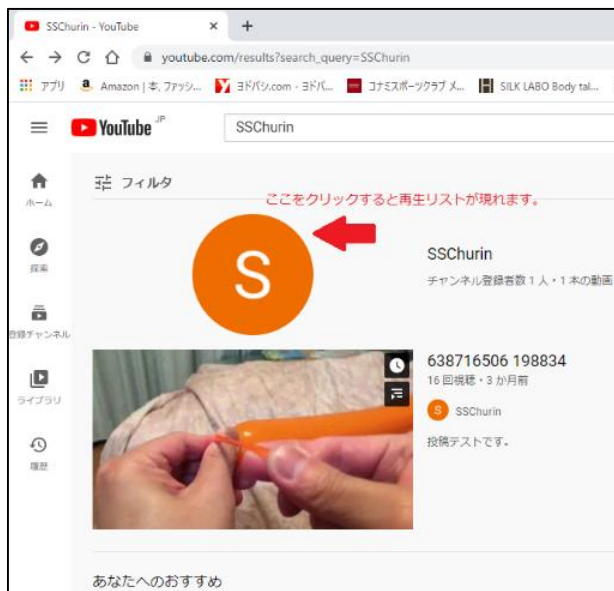 SSChurin - YouTube
youtube.com/results?search_query=SSChurin
アプリ Amazon | 本, ファッシ... ヨドバシ.com - ヨドバ... コナミスポーツクラブ メ... SILK LABO Body tal...
YouTube JP
SSChurin
フィルタ
ここをクリックすると再生リストが現れます。
ホーム
探索
登録チャンネル
ライブラリ
履歴
S
SSChurin
チャンネル登録者数 1 人・1 本の動画
638716506 198834
16 回視聴・3 か月前
S SSChurin
投稿テストです。
あなたへのおすすめ